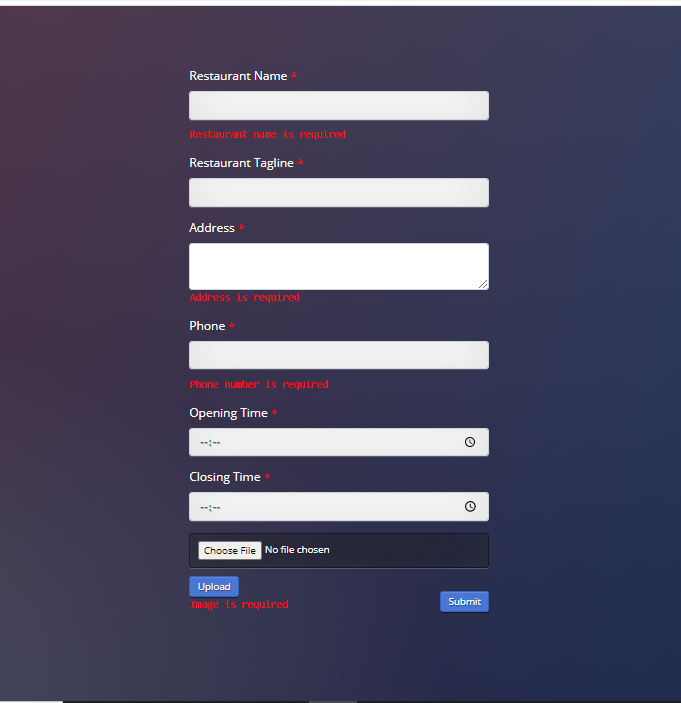 Restaurant Name *
Restaurant name is required
Restaurant Tagline *
Address *
Address is required
Phone *
Phone number is required
Opening Time *
--:--
Closing Time *
--:--
Choose File No file chosen
Upload
Image is required
Submit